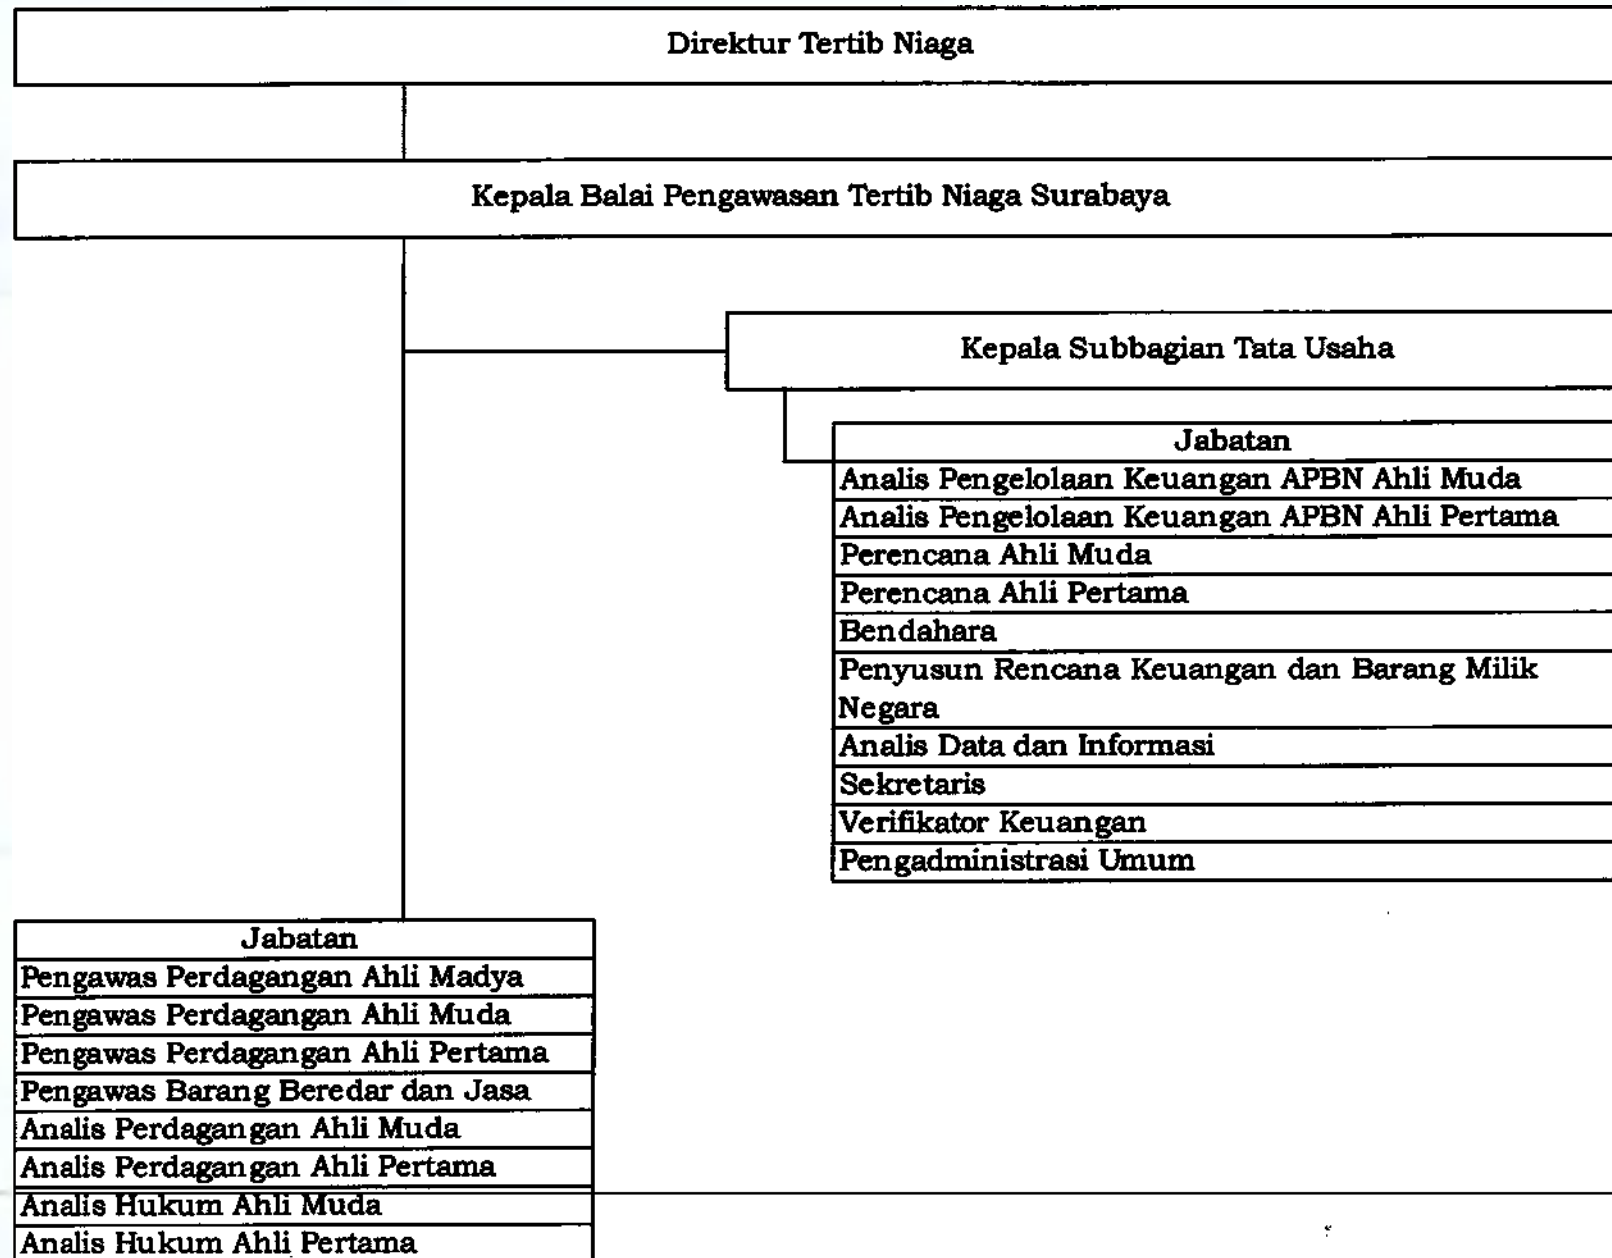 Direktur Tertib Niaga
Kepala Balai Pengawasan Tertib Niaga Surabaya
Kepala Subbagian Tata Usaha
Jabatan
Analis Pengelolaan Keuangan APBN Ahli Muda
Analis Pengelolaan Keuangan APBN Ahli Pertama
Perencana Ahli Muda
Perencana Ahli Pertama
Bendahara
Penyusun Rencana Keuangan dan Barang Milik
Negara
Analis Data dan Informasi
Sekretaris
Verifikator Keuangan
Pengadministrasi Umum
Jabatan
Pengawas Perdagangan Ahli Madya
Pengawas Perdagangan Ahli Muda
Pengawas Perdagangan Ahli Pertama
Pengawas Barang Beredar dan Jasa
Analis Perdagangan Ahli Muda
Analis Perdagangan Ahli Pertama
Analis Hukum Ahli Muda
Analis Hukum Ahli Pertama